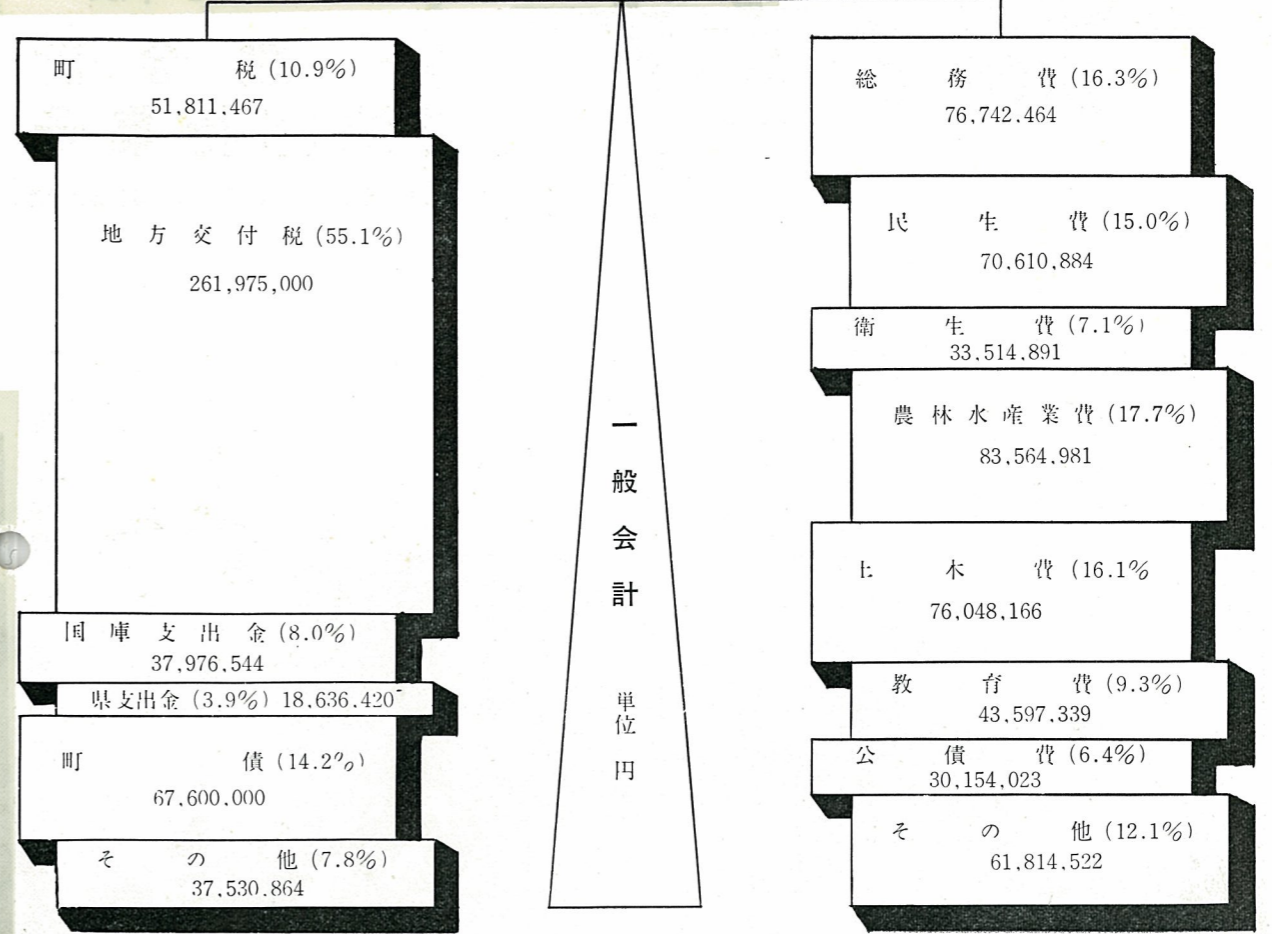 町税(10.9%)
51,811,467
地方交付税(55.1%)
261,975,000
国庫支出金(8.0%)
37,976,544
県支出金(3.9%) 18,636,420
町債(14.2%)
67,600,000
その他(7.8%)
37,530,864
一般会計
単位 円
総務費(16.3%)
76,742,464
民生費(15.0%)
70,610,884
衛生費(7.1%)
33,514,891
農林水産業費(17.7%)
83,564,981
土木費(16.1%
76,048,166
教育費(9.3%)
43,597,339
公債費(6.4%)
30,154,023
その他(12.1%)
61,814,522